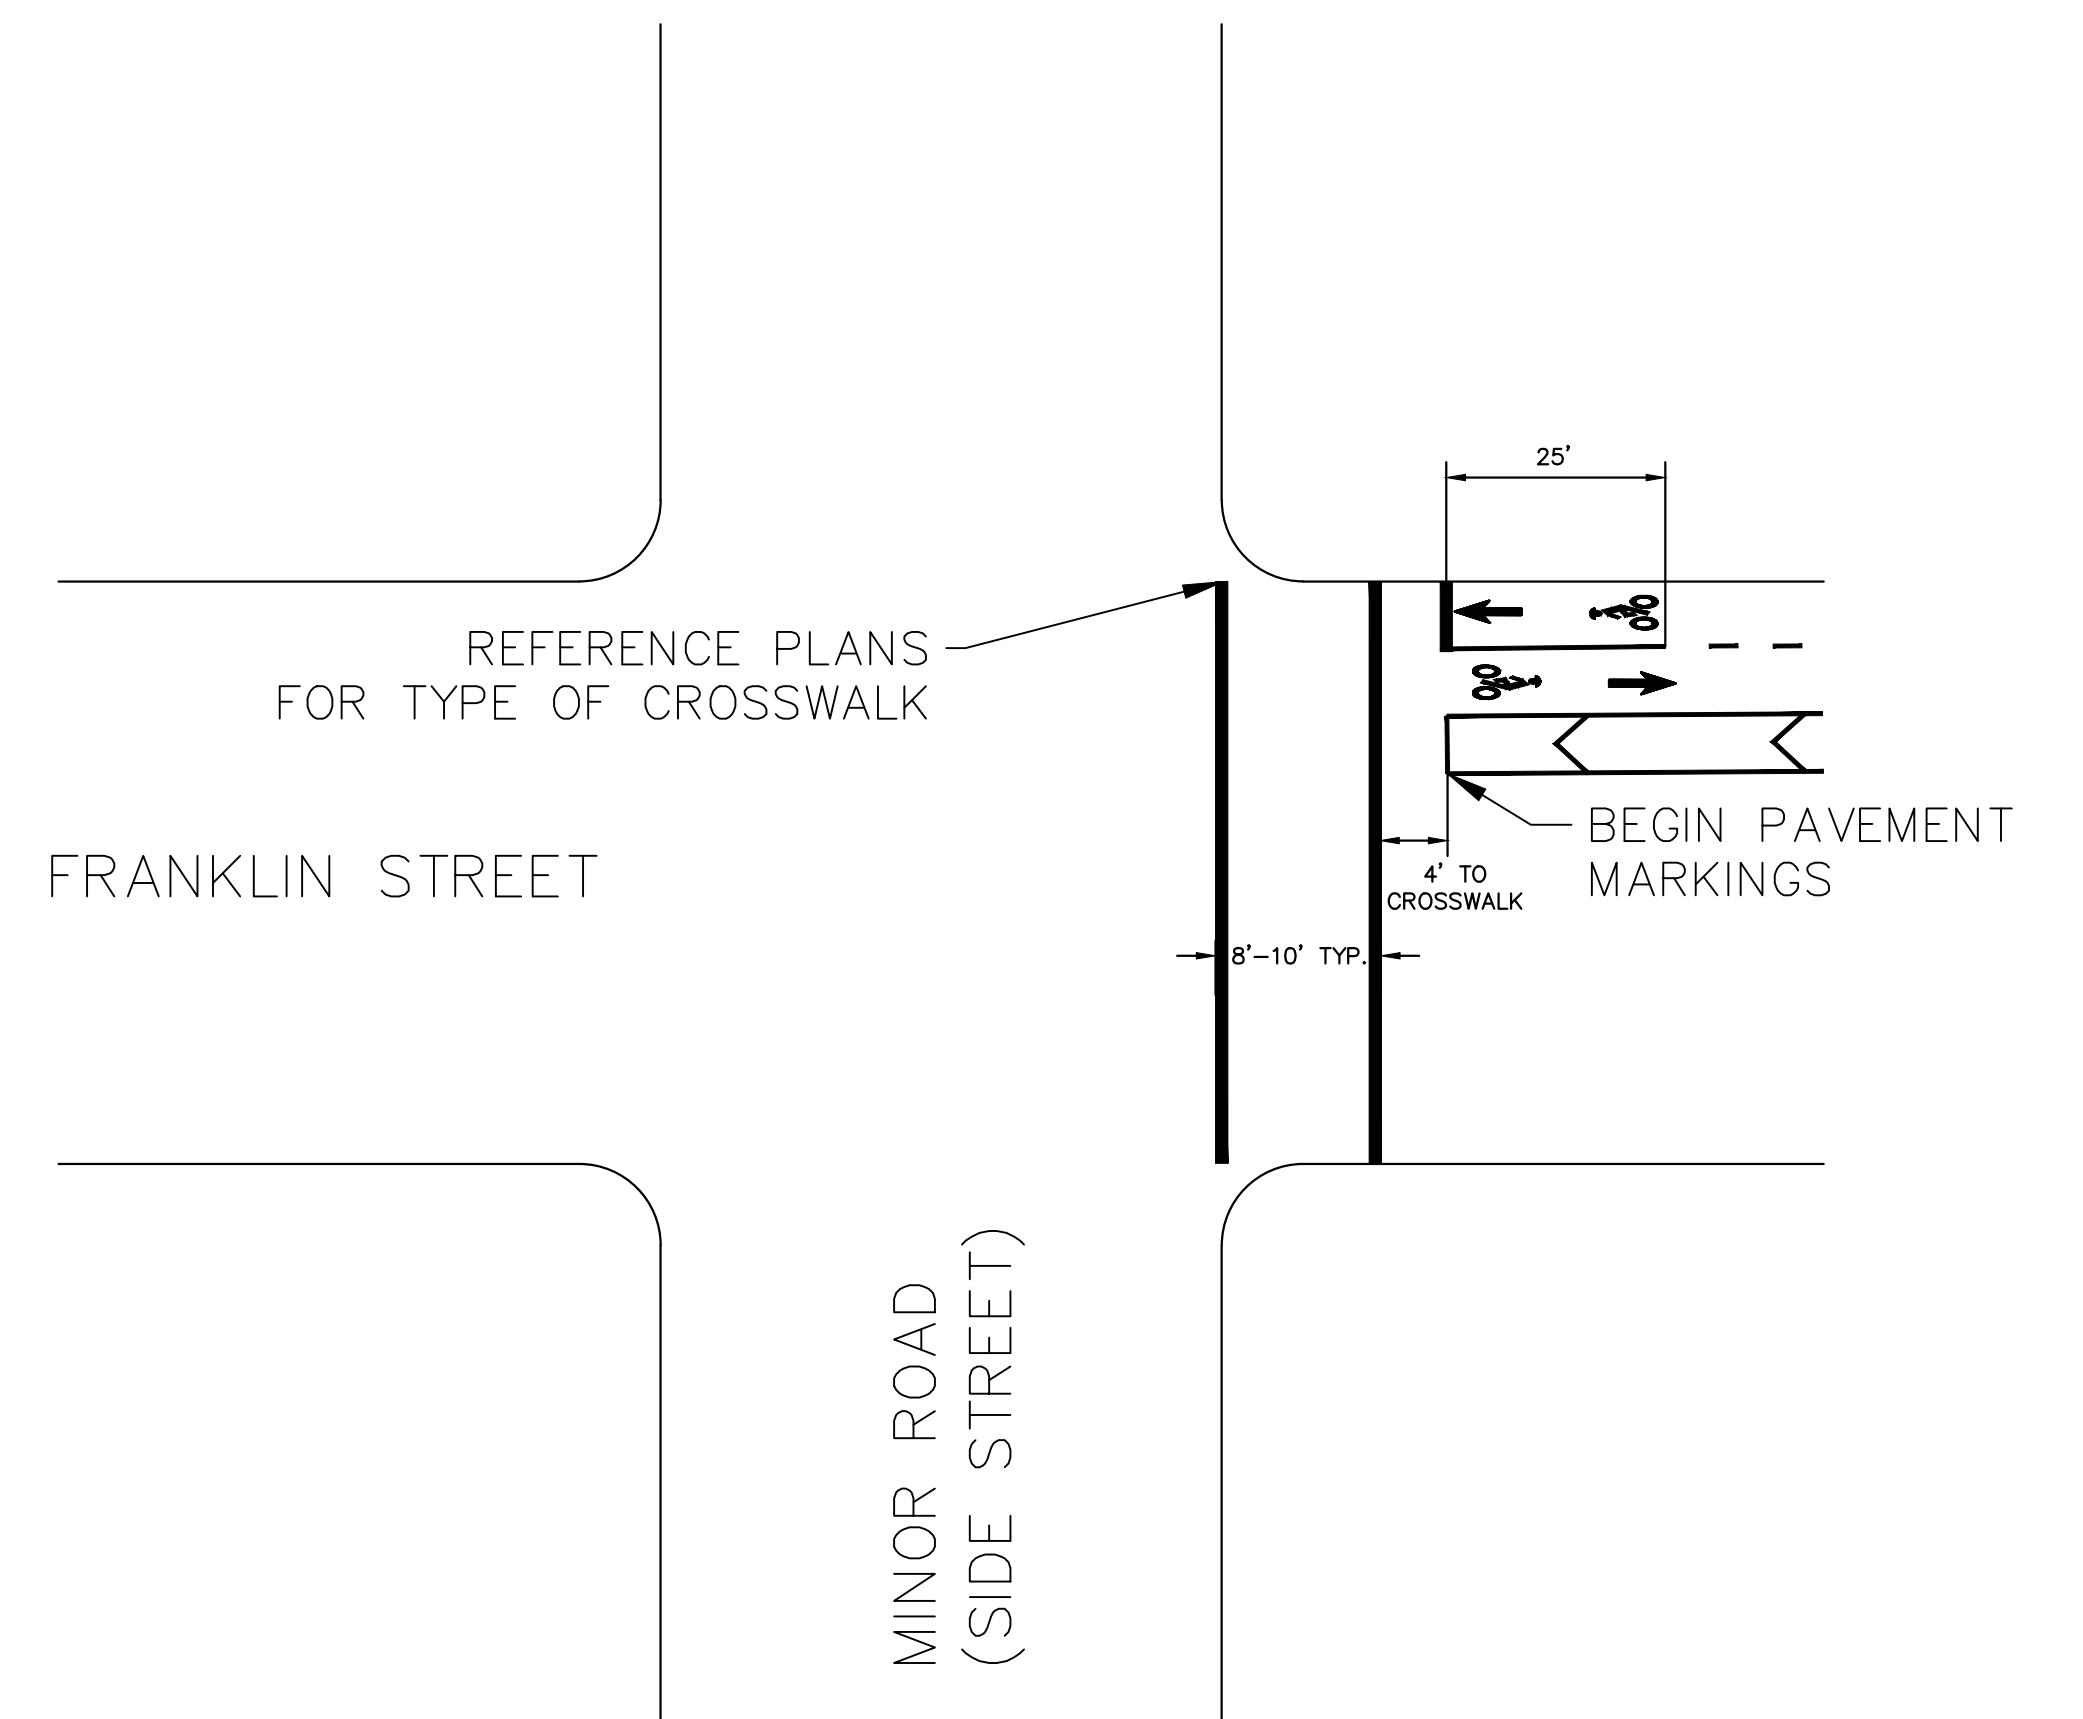 25'
REFERENCE PLANS
FOR TYPE OF CROSSWALK
BEGIN PAVEMENT
MARKINGS
FRANKLIN STREET
4' TO
CROSSWALK
8'-10' TYP.
MINOR ROAD
(SIDE STREET)